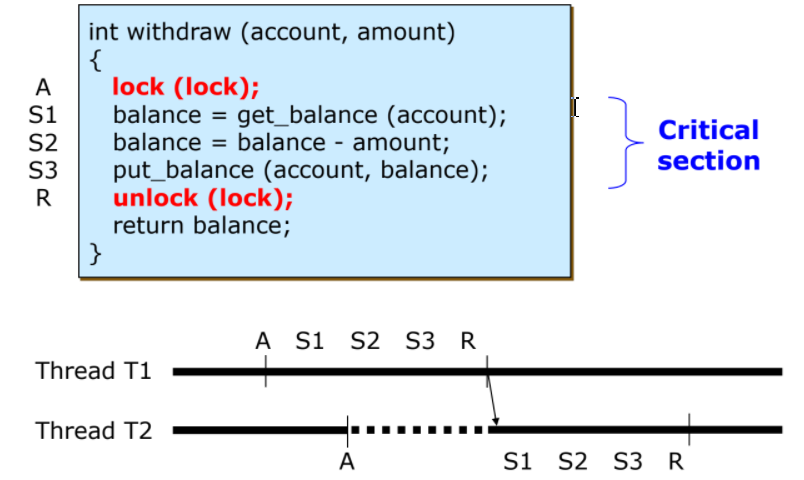 int withdraw (account, amount)
{
A lock (lock);
S1 balance = get_balance (account);
S2 balance = balance - amount;
S3 put_balance (account, balance);
R unlock (lock);
return balance;
}
Critical
section
A S1 S2 S3 R
Thread T1
Thread T2
A S1 S2 S3 R